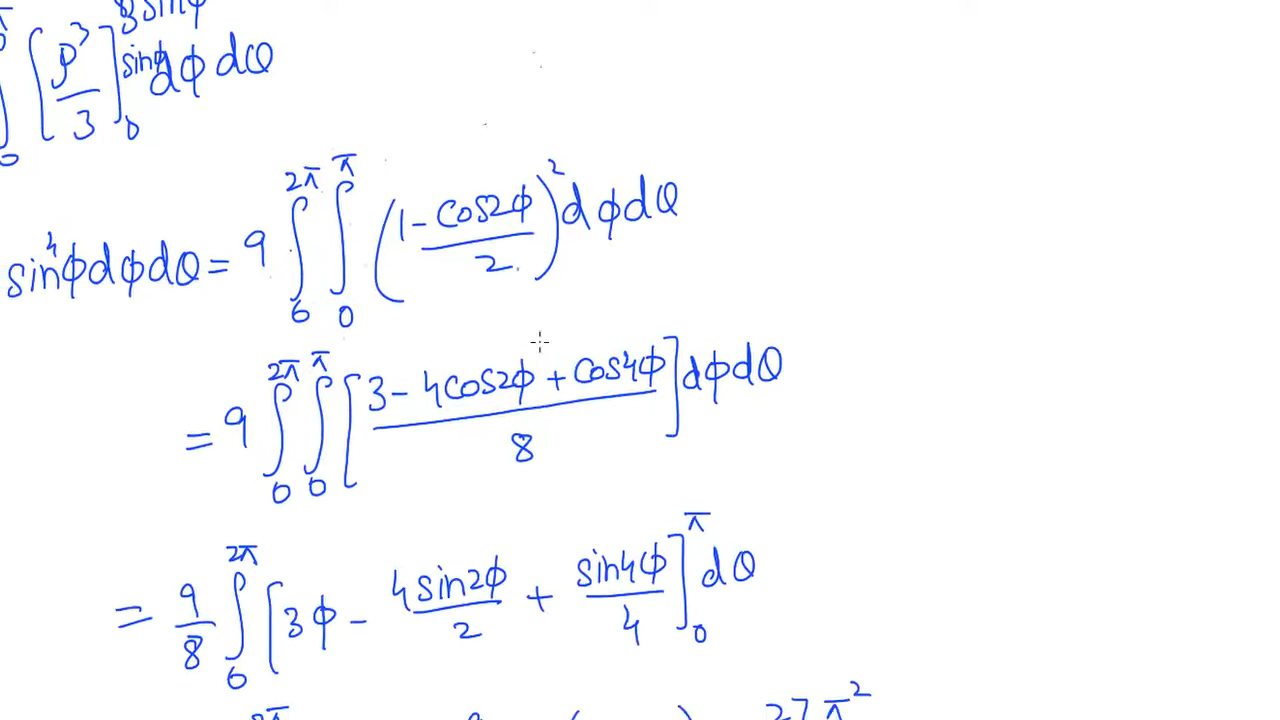 ∫ [ρ³/3]₀^{3sinφ} sinφ dφ dθ
sin⁴φ dφ dθ = 9 ∫₀^{2π} ∫₀^{π} ((1 - cos2φ)/2)² dφ dθ
= 9 ∫₀^{2π} ∫₀^{π} [(3 - 4cos2φ + cos4φ)/8] dφ dθ
= 9/8 ∫₀^{2π} [3φ - 4sin2φ/2 + sin4φ/4]₀^{π} dθ
27π²